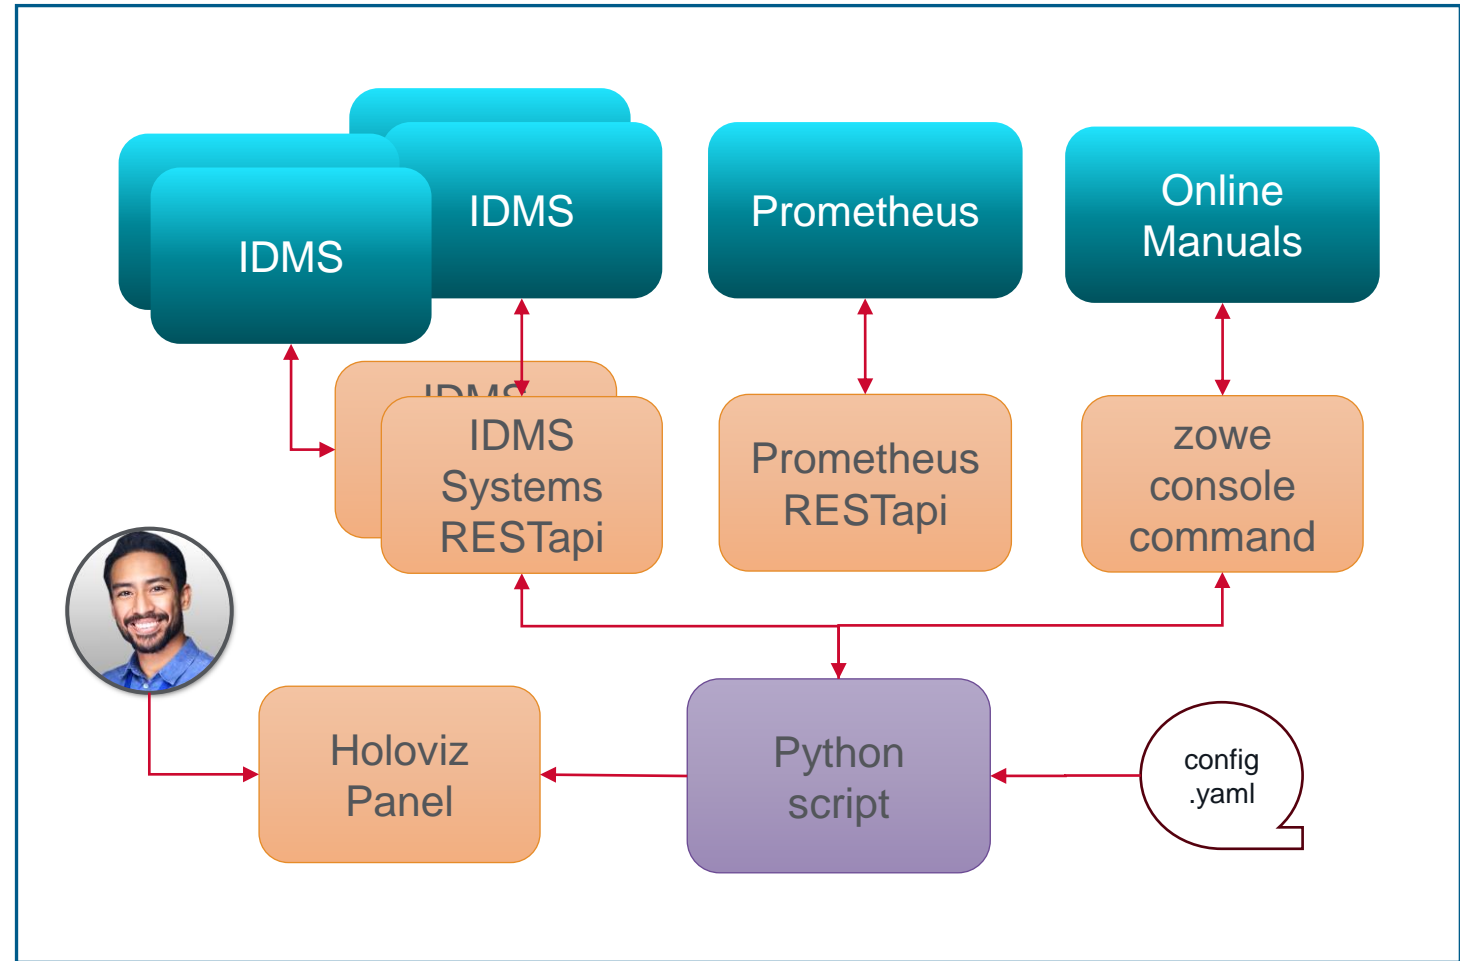 IDMS
IDMS
Prometheus
Online
Manuals
IDMS
IDMS
Systems
RESTapi
Prometheus
RESTapi
zowe
console
command
Holoviz
Panel
Python
script
config
.yaml